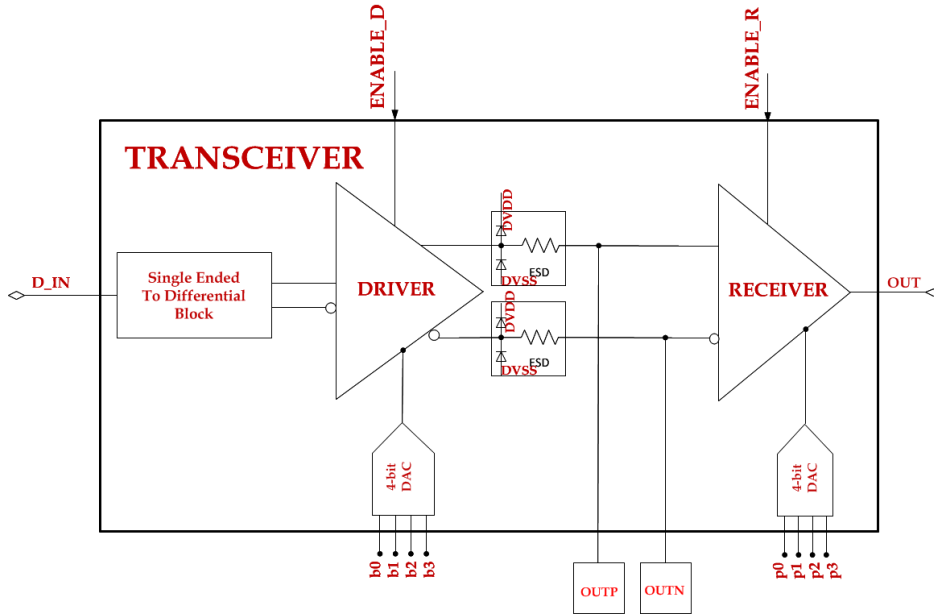 ENABLE_D
ENABLE_R
TRANSCEIVER
D_IN
Single Ended
To Differential
Block
DRIVER
DVDD
ESD
DVSS
DVDD
ESD
DVSS
RECEIVER
OUT
4-bit
DAC
4-bit
DAC
b0
b1
b2
b3
p0
p1
p2
p3
OUTP
OUTN